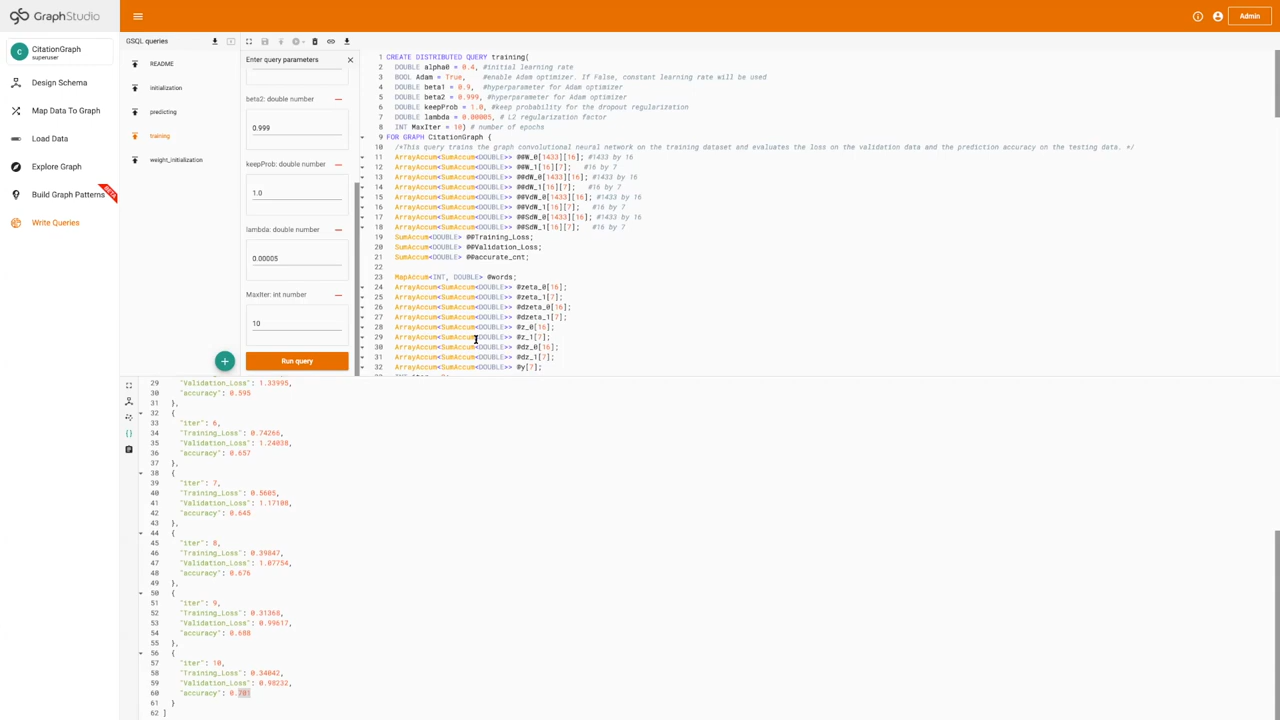 GraphStudio
Admin
CitationGraph
superuser
Design Schema
Map Data To Graph
Load Data
Explore Graph
Build Graph Patterns
BETA
Write Queries
GSQL queries
README
initialization
predicting
training
weight_initialization
Enter query parameters
beta2: double number
0.999
keepProb: double number
1.0
lambda: double number
0.00005
MaxIter: int number
10
Run query
1 CREATE DISTRIBUTED QUERY training(
2 DOUBLE alpha0 = 0.4, #initial learning rate
3 BOOL Adam = True, #enable Adam optimizer. If False, constant learning rate will be used
4 DOUBLE beta1 = 0.9, #hyperparameter for Adam optimizer
5 DOUBLE beta2 = 0.999, #hyperparameter for Adam optimizer
6 DOUBLE keepProb = 1.0, #keep probability for the dropout regularization
7 DOUBLE lambda = 0.00005, # L2 regularization factor
8 INT MaxIter = 10) # number of epochs
9 FOR GRAPH CitationGraph {
10 /*This query trains the graph convolutional neural network on the training dataset and evaluates the loss on the validation data and the prediction accuracy on the testing data. */
11 ArrayAccum<SumAccum<DOUBLE>> @@W_0[1433][16]; #1433 by 16
12 ArrayAccum<SumAccum<DOUBLE>> @@W_1[16][7]; #16 by 7
13 ArrayAccum<SumAccum<DOUBLE>> @@dW_0[1433][16]; #1433 by 16
14 ArrayAccum<SumAccum<DOUBLE>> @@dW_1[16][7]; #16 by 7
15 ArrayAccum<SumAccum<DOUBLE>> @@VdW_0[1433][16]; #1433 by 16
16 ArrayAccum<SumAccum<DOUBLE>> @@VdW_1[16][7]; #16 by 7
17 ArrayAccum<SumAccum<DOUBLE>> @@SdW_0[1433][16]; #1433 by 16
18 ArrayAccum<SumAccum<DOUBLE>> @@SdW_1[16][7]; #16 by 7
19 SumAccum<DOUBLE> @@Training_Loss;
20 SumAccum<DOUBLE> @@Validation_Loss;
21 SumAccum<DOUBLE> @@accurate_cnt;
22
23 MapAccum<INT, DOUBLE> @words;
24 ArrayAccum<SumAccum<DOUBLE>> @zeta_0[16];
25 ArrayAccum<SumAccum<DOUBLE>> @zeta_1[7];
26 ArrayAccum<SumAccum<DOUBLE>> @dzeta_0[16];
27 ArrayAccum<SumAccum<DOUBLE>> @dzeta_1[7];
28 ArrayAccum<SumAccum<DOUBLE>> @z_0[16];
29 ArrayAccum<SumAccum<DOUBLE>> @z_1[7];
30 ArrayAccum<SumAccum<DOUBLE>> @dz_0[16];
31 ArrayAccum<SumAccum<DOUBLE>> @dz_1[7];
32 ArrayAccum<SumAccum<DOUBLE>> @y[7];
29 "Validation_Loss": 1.33995,
30 "accuracy": 0.595
31 },
32 {
33 "iter": 6,
34 "Training_Loss": 0.74266,
35 "Validation_Loss": 1.24038,
36 "accuracy": 0.657
37 },
38 {
39 "iter": 7,
40 "Training_Loss": 0.5605,
41 "Validation_Loss": 1.17108,
42 "accuracy": 0.645
43 },
44 {
45 "iter": 8,
46 "Training_Loss": 0.39847,
47 "Validation_Loss": 1.07754,
48 "accuracy": 0.676
49 },
50 {
51 "iter": 9,
52 "Training_Loss": 0.31368,
53 "Validation_Loss": 0.99617,
54 "accuracy": 0.688
55 },
56 {
57 "iter": 10,
58 "Training_Loss": 0.34042,
59 "Validation_Loss": 0.98232,
60 "accuracy": 0.701
61 }
62 ]